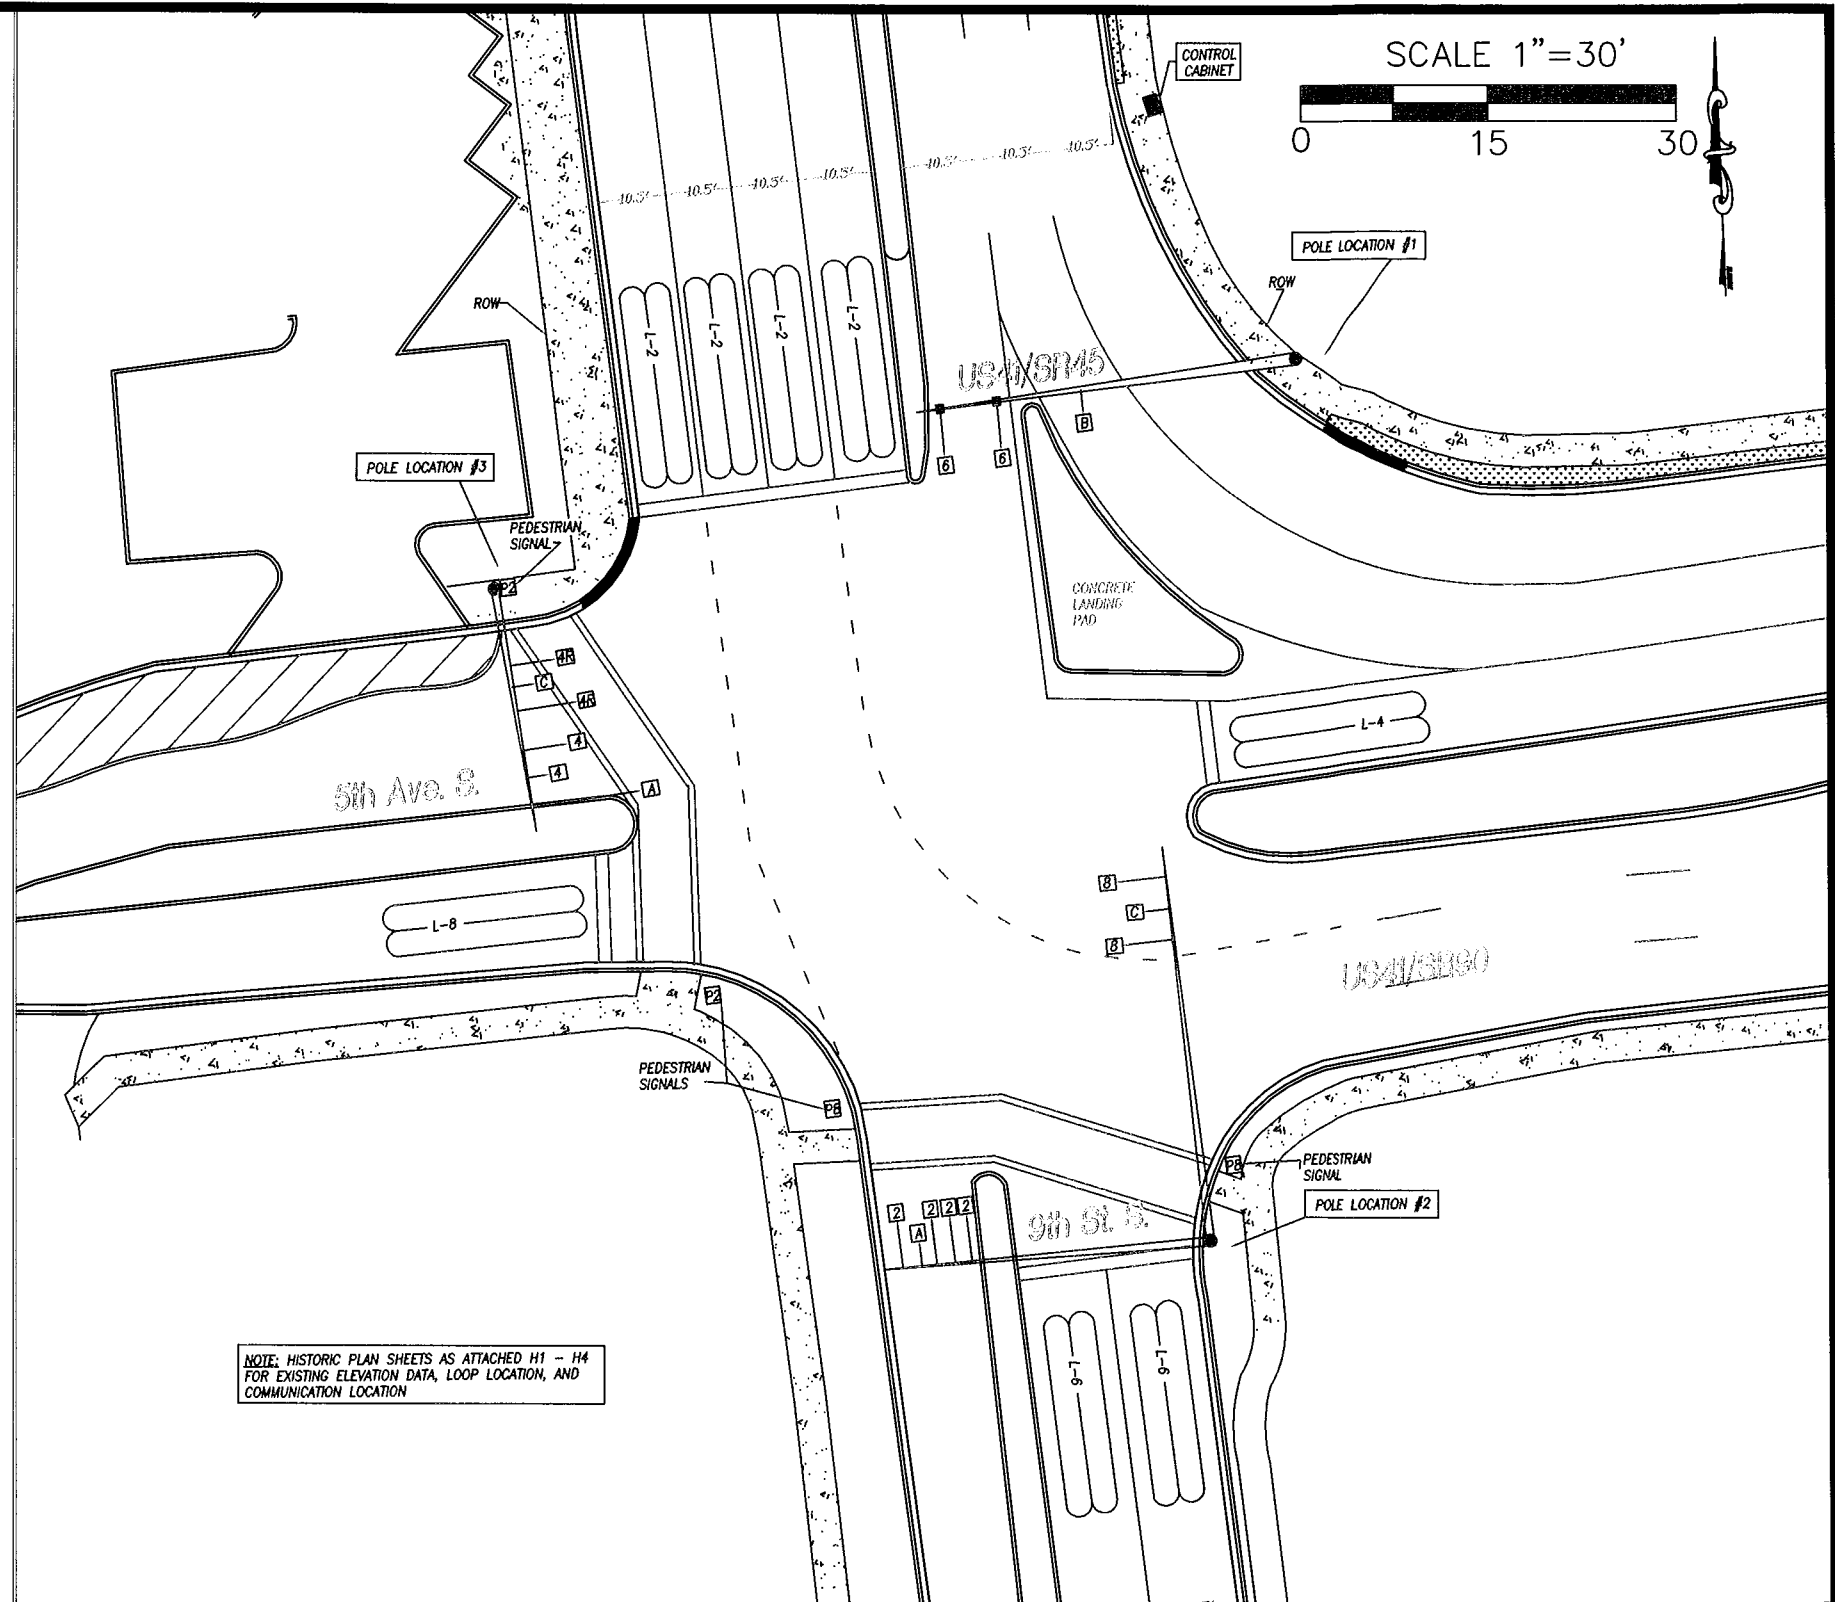 SCALE 1"=30'
0 15 30
CONTROL
CABINET
10.5' 10.5' 10.5' 10.5' 10.5' 10.5' 10.5'
POLE LOCATION #1
ROW
ROW
L-2 L-2 L-2 L-2
US41/SR45
B
6 6
POLE LOCATION #3
PEDESTRIAN
SIGNAL
P2
CONCRETE
LANDING
PAD
4R
C
4R
4
4
A
5th Ave. S.
L-4
L-8
8
C
8
US41/SR90
P2
PEDESTRIAN
SIGNALS
P8
P8
PEDESTRIAN
SIGNAL
POLE LOCATION #2
2 2 2 2
A
9th St. S.
L-6 L-6
NOTE: HISTORIC PLAN SHEETS AS ATTACHED H1 - H4
FOR EXISTING ELEVATION DATA, LOOP LOCATION, AND
COMMUNICATION LOCATION